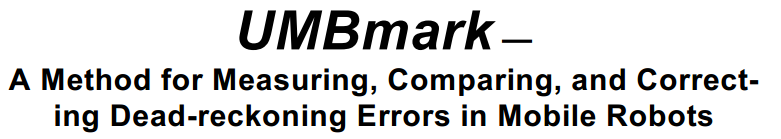 UMBmark —
A Method for Measuring, Comparing, and Correct-
ing Dead-reckoning Errors in Mobile Robots